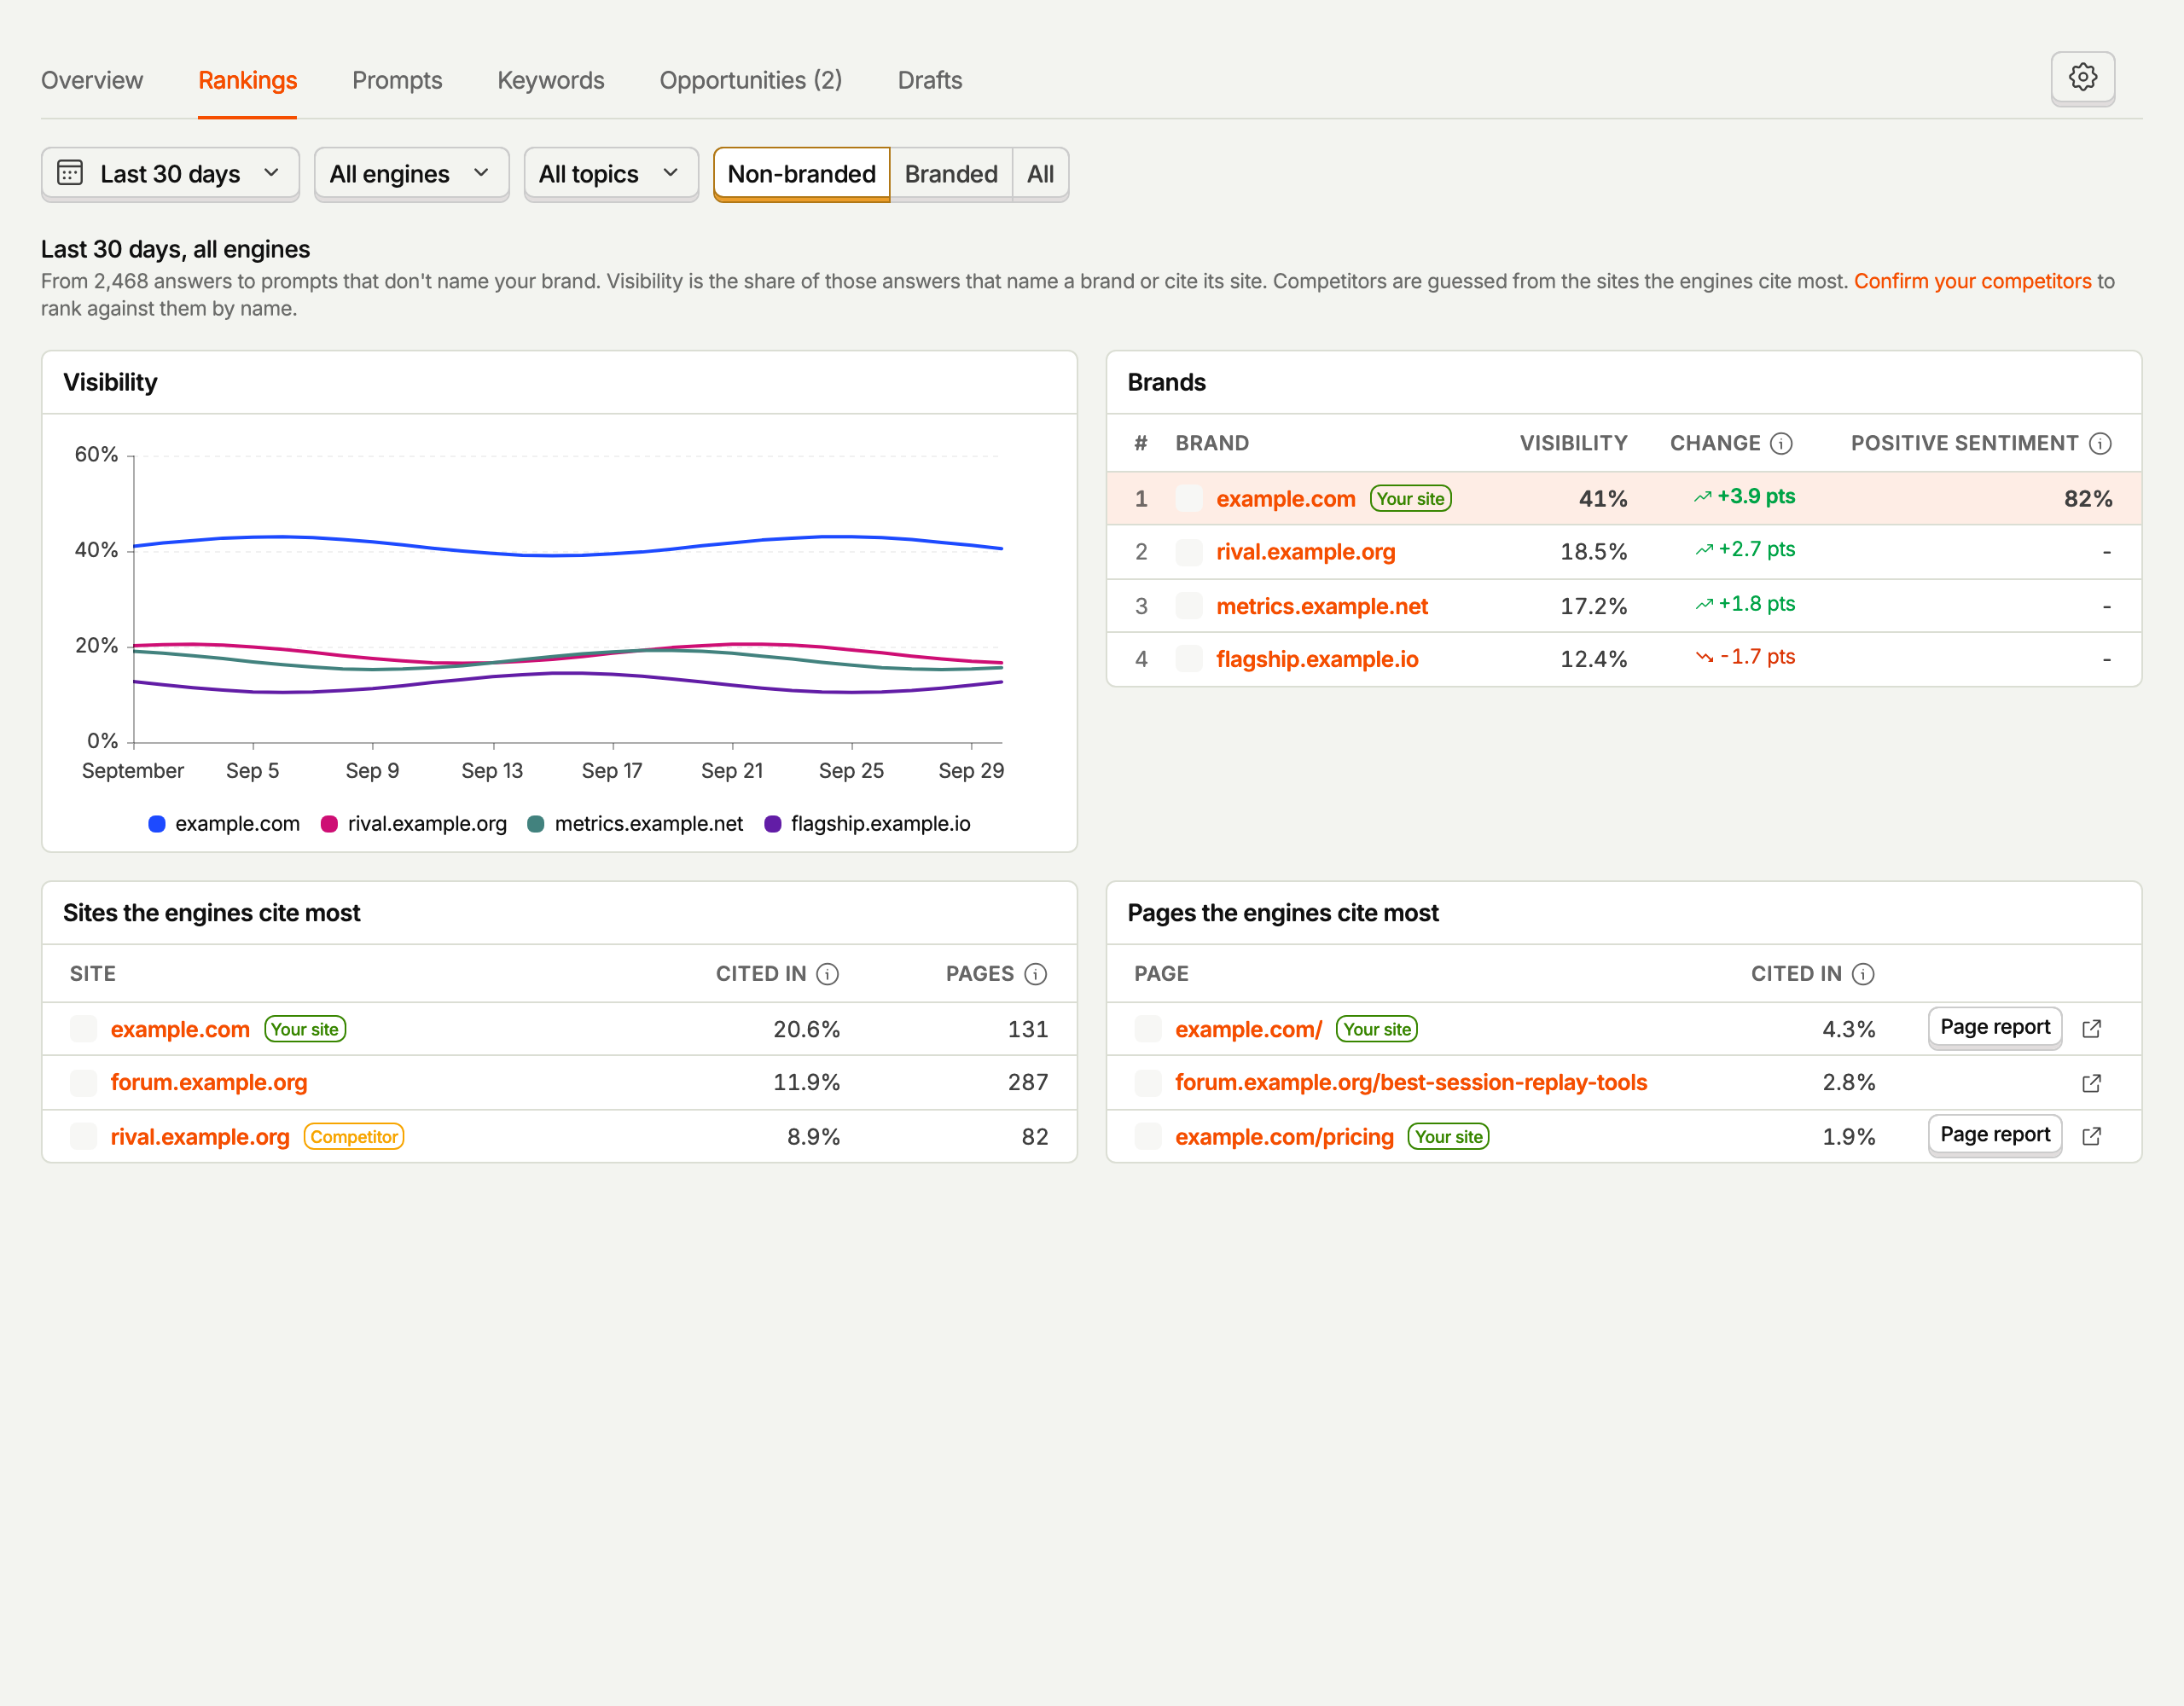 Overview Rankings Prompts Keywords Opportunities (2) Drafts
Last 30 days All engines All topics Non-branded Branded All
Last 30 days, all engines
From 2,468 answers to prompts that don't name your brand. Visibility is the share of those answers that name a brand or cite its site. Competitors are guessed from the sites the engines cite most. Confirm your competitors to
rank against them by name.
Visibility
60%
40%
20%
0%
September Sep 5 Sep 9 Sep 13 Sep 17 Sep 21 Sep 25 Sep 29
example.com rival.example.org metrics.example.net flagship.example.io
Brands
# BRAND VISIBILITY CHANGE POSITIVE SENTIMENT
1 example.com Your site 41% +3.9 pts 82%
2 rival.example.org 18.5% +2.7 pts -
3 metrics.example.net 17.2% +1.8 pts -
4 flagship.example.io 12.4% -1.7 pts -
Sites the engines cite most
SITE CITED IN PAGES
example.com Your site 20.6% 131
forum.example.org 11.9% 287
rival.example.org Competitor 8.9% 82
Pages the engines cite most
PAGE CITED IN
example.com/ Your site 4.3% Page report
forum.example.org/best-session-replay-tools 2.8%
example.com/pricing Your site 1.9% Page report